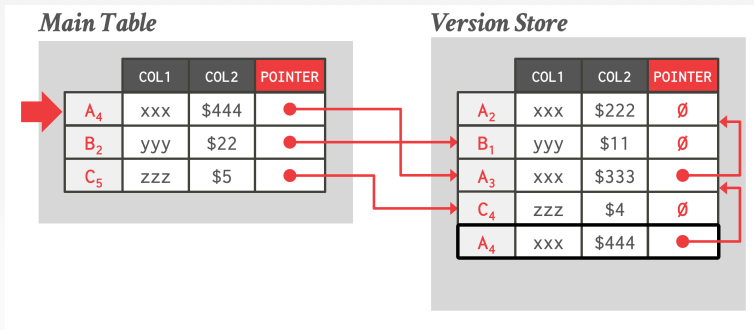 Main Table
COL1 COL2 POINTER
A4 xxx $444
B2 yyy $22
C5 zzz $5
Version Store
COL1 COL2 POINTER
A2 xxx $222 Ø
B1 yyy $11 Ø
A3 xxx $333
C4 zzz $4 Ø
A4 xxx $444